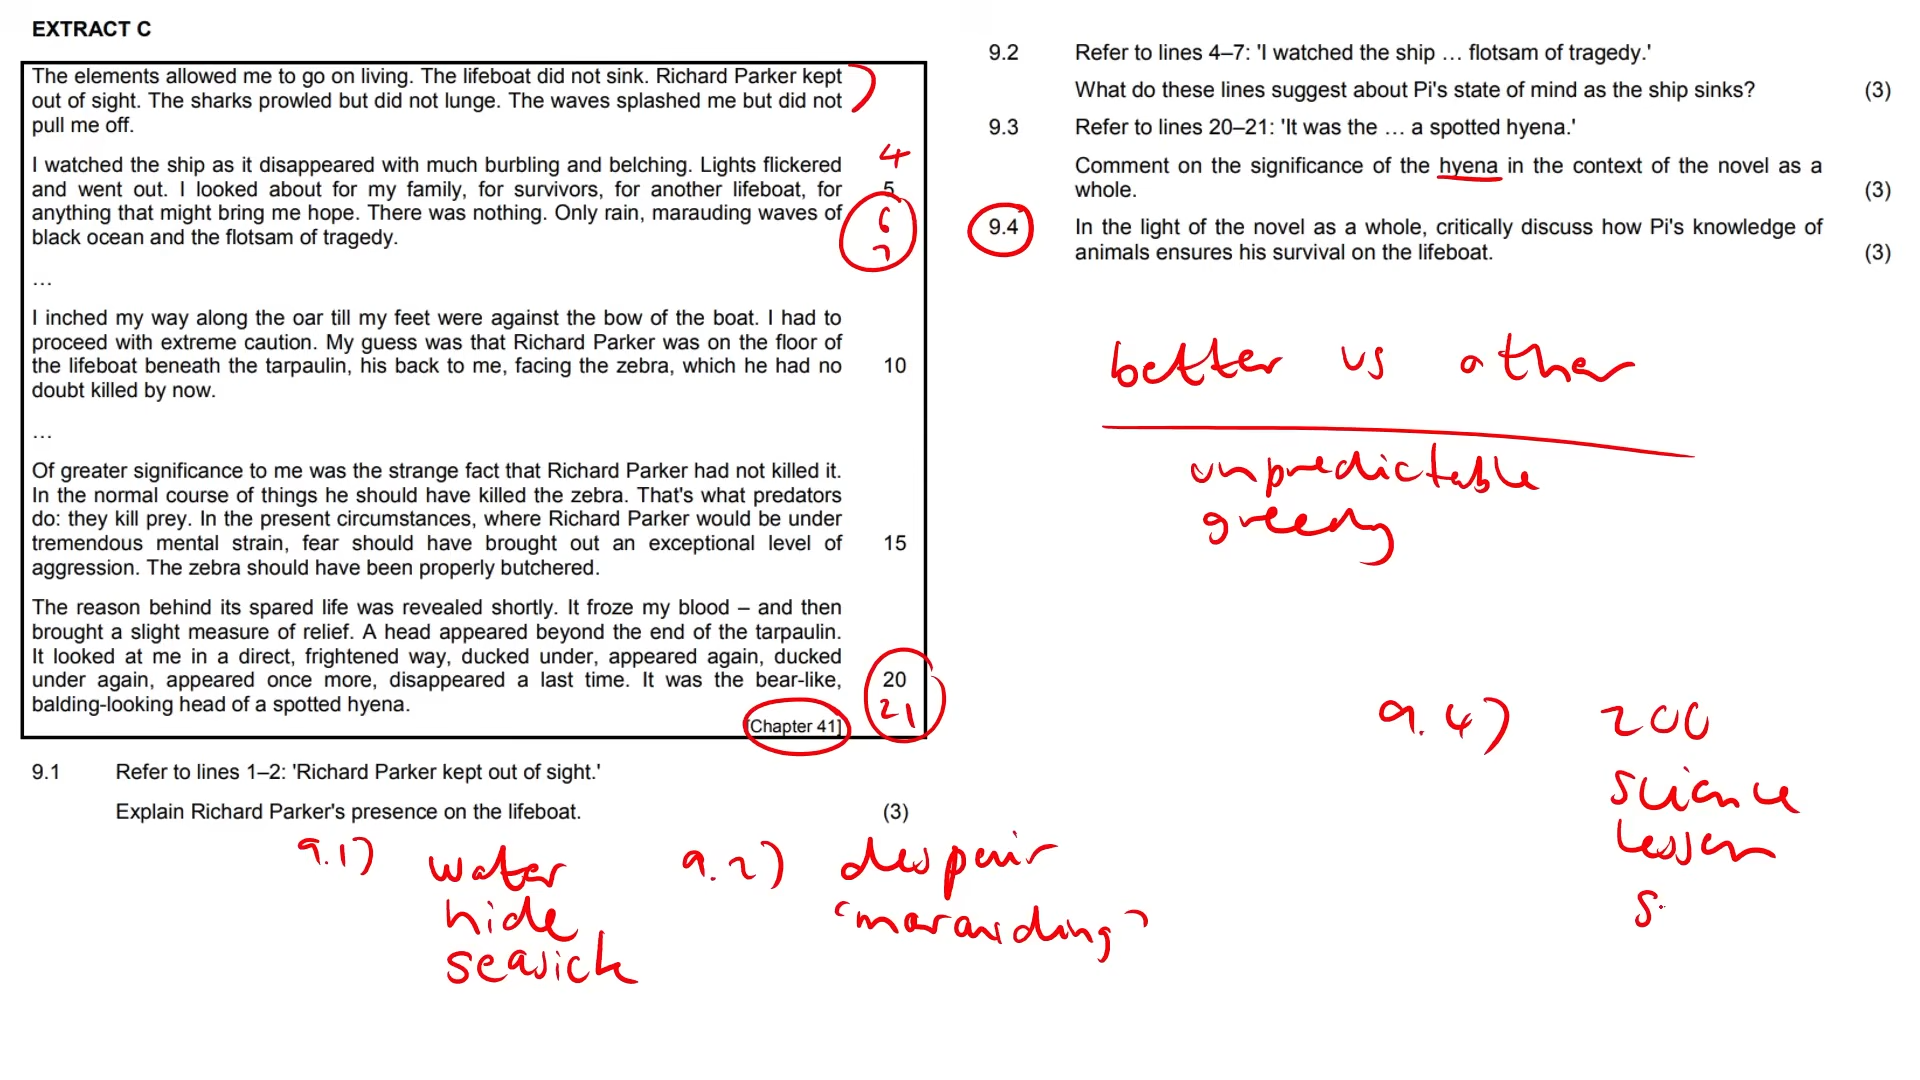 EXTRACT C
The elements allowed me to go on living. The lifeboat did not sink. Richard Parker kept
out of sight. The sharks prowled but did not lunge. The waves splashed me but did not
pull me off.
I watched the ship as it disappeared with much burbling and belching. Lights flickered 4
and went out. I looked about for my family, for survivors, for another lifeboat, for 5
anything that might bring me hope. There was nothing. Only rain, marauding waves of 6
black ocean and the flotsam of tragedy. 7
…
I inched my way along the oar till my feet were against the bow of the boat. I had to
proceed with extreme caution. My guess was that Richard Parker was on the floor of
the lifeboat beneath the tarpaulin, his back to me, facing the zebra, which he had no 10
doubt killed by now.
…
Of greater significance to me was the strange fact that Richard Parker had not killed it.
In the normal course of things he should have killed the zebra. That's what predators
do: they kill prey. In the present circumstances, where Richard Parker would be under
tremendous mental strain, fear should have brought out an exceptional level of 15
aggression. The zebra should have been properly butchered.
The reason behind its spared life was revealed shortly. It froze my blood – and then
brought a slight measure of relief. A head appeared beyond the end of the tarpaulin.
It looked at me in a direct, frightened way, ducked under, appeared again, ducked
under again, appeared once more, disappeared a last time. It was the bear-like, 20
balding-looking head of a spotted hyena. 21
[Chapter 41]
9.1 Refer to lines 1–2: 'Richard Parker kept out of sight.'
Explain Richard Parker's presence on the lifeboat. (3)
9.1) water
hide
seasick
9.2) despair
'marauding'
9.2 Refer to lines 4–7: 'I watched the ship … flotsam of tragedy.'
What do these lines suggest about Pi's state of mind as the ship sinks? (3)
9.3 Refer to lines 20–21: 'It was the … a spotted hyena.'
Comment on the significance of the hyena in the context of the novel as a
whole. (3)
9.4 In the light of the novel as a whole, critically discuss how Pi's knowledge of
animals ensures his survival on the lifeboat. (3)
better vs other
unpredictable
greedy
9.4) zoo
science
lesson
s